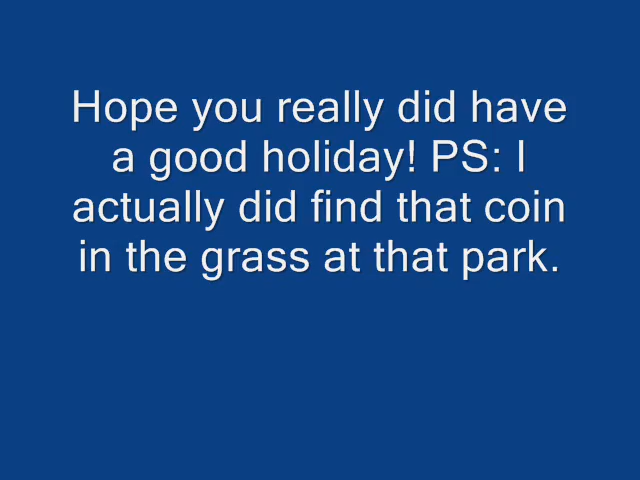 Hope you really did have
a good holiday! PS: I
actually did find that coin
in the grass at that park.